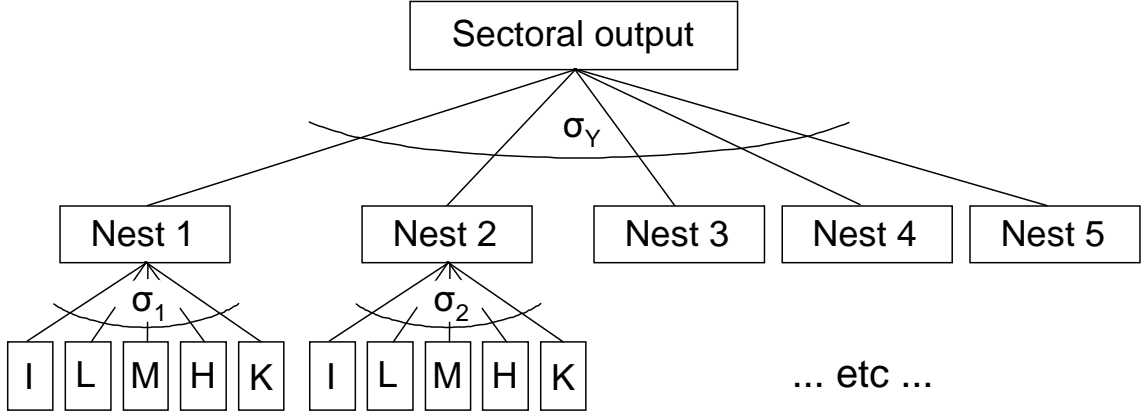 Sectoral output
σY
Nest 1 Nest 2 Nest 3 Nest 4 Nest 5
σ1 σ2
I L M H K I L M H K ... etc ...